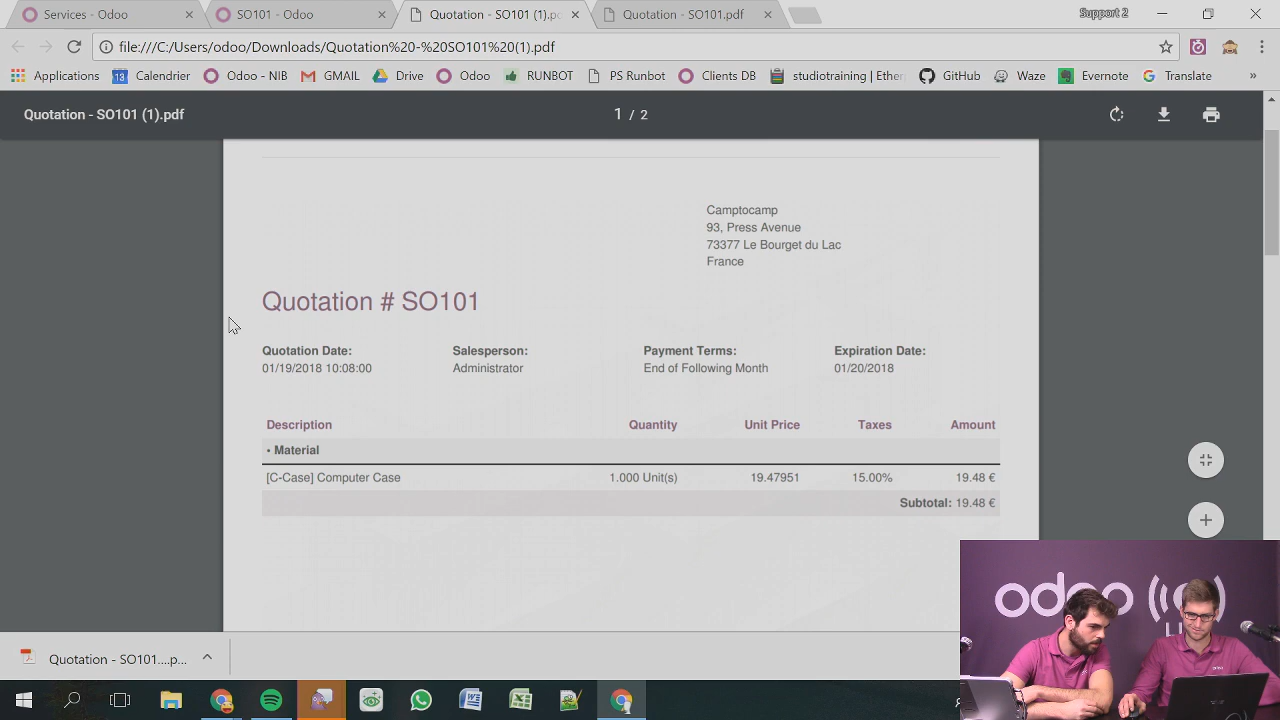 Services - Odoo
SO101 - Odoo
Quotation - SO101 (1).pd
Quotation - SO101.pdf
Support 2
file:///C:/Users/odoo/Downloads/Quotation%20-%20SO101%20(1).pdf
Applications
13
Calendrier
Odoo - NIB
GMAIL
Drive
Odoo
RUNBOT
PS Runbot
Clients DB
studiotraining | Ether
GitHub
Waze
Evernote
Translate
»
Quotation - SO101 (1).pdf
1 / 2
Camptocamp
93, Press Avenue
73377 Le Bourget du Lac
France
Quotation # SO101
Quotation Date: Salesperson: Payment Terms: Expiration Date:
01/19/2018 10:08:00 Administrator End of Following Month 01/20/2018
Description Quantity Unit Price Taxes Amount
• Material
[C-Case] Computer Case 1.000 Unit(s) 19.47951 15.00% 19.48 €
Subtotal: 19.48 €
Quotation - SO101....p...
odoo